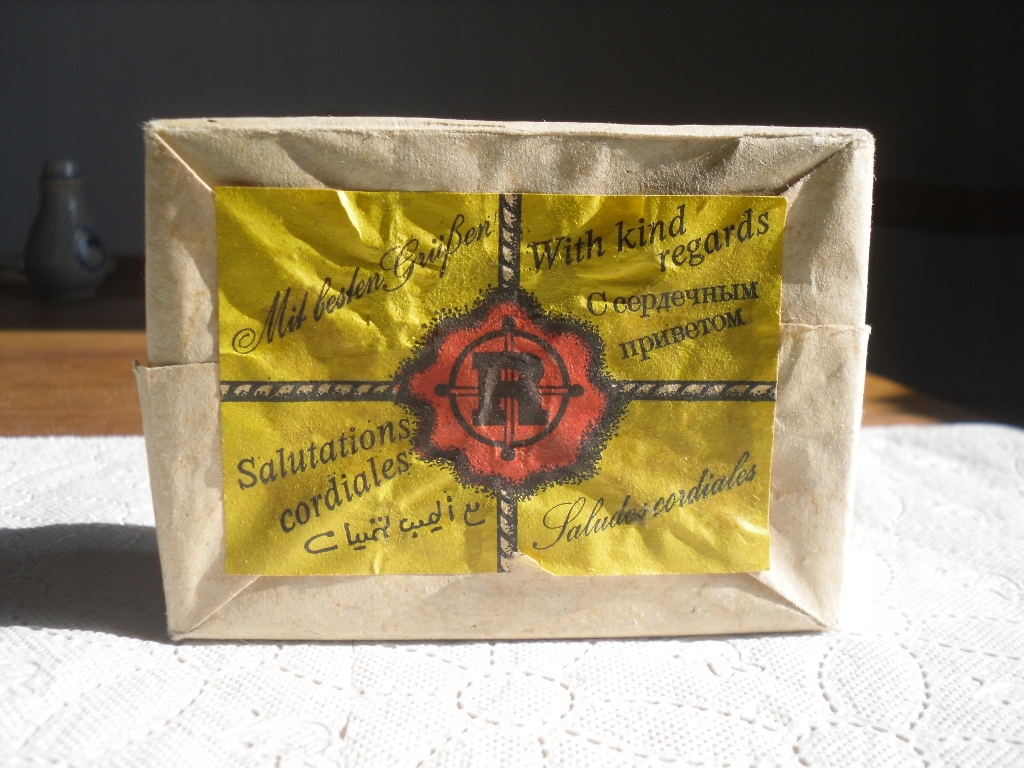 Mit besten Grüßen
With kind
regards
С сердечным
приветом
R
Salutations
cordiales
Saludos cordiales